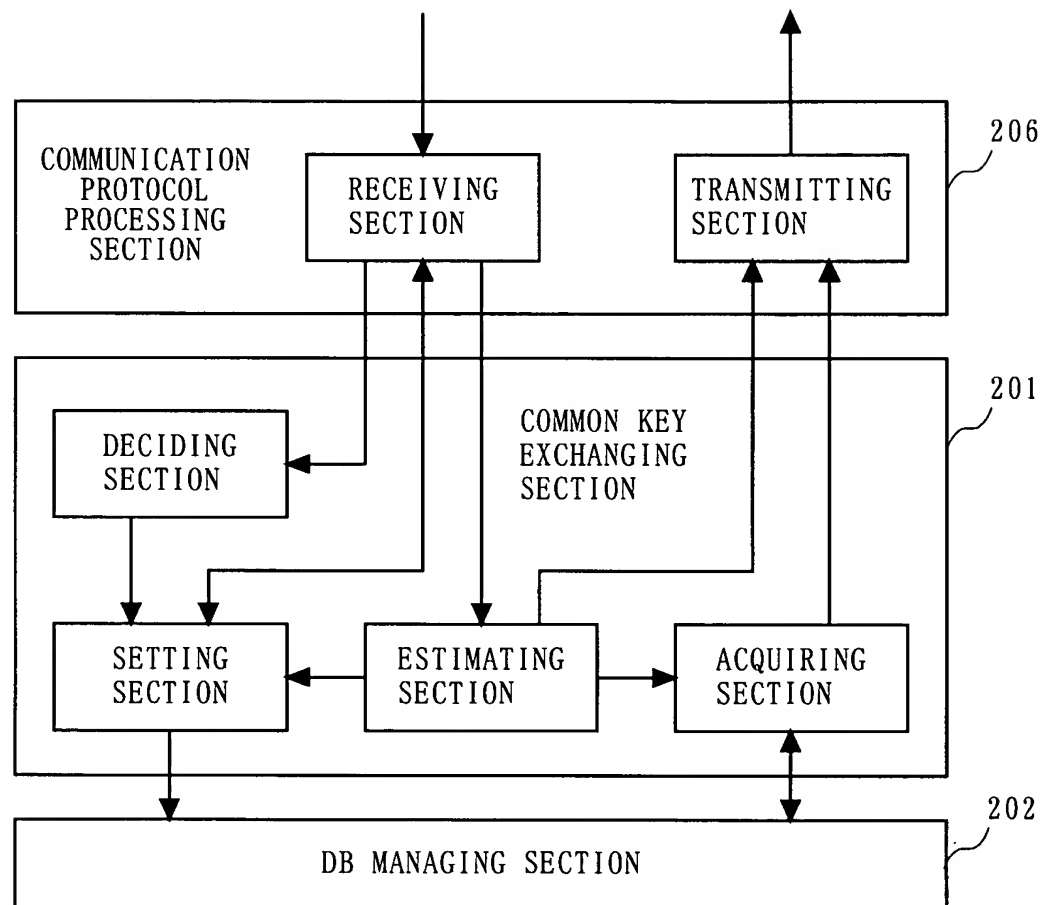 206
COMMUNICATION
PROTOCOL
PROCESSING
SECTION
RECEIVING
SECTION
TRANSMITTING
SECTION
201
COMMON KEY
EXCHANGING
SECTION
DECIDING
SECTION
SETTING
SECTION
ESTIMATING
SECTION
ACQUIRING
SECTION
202
DB MANAGING SECTION